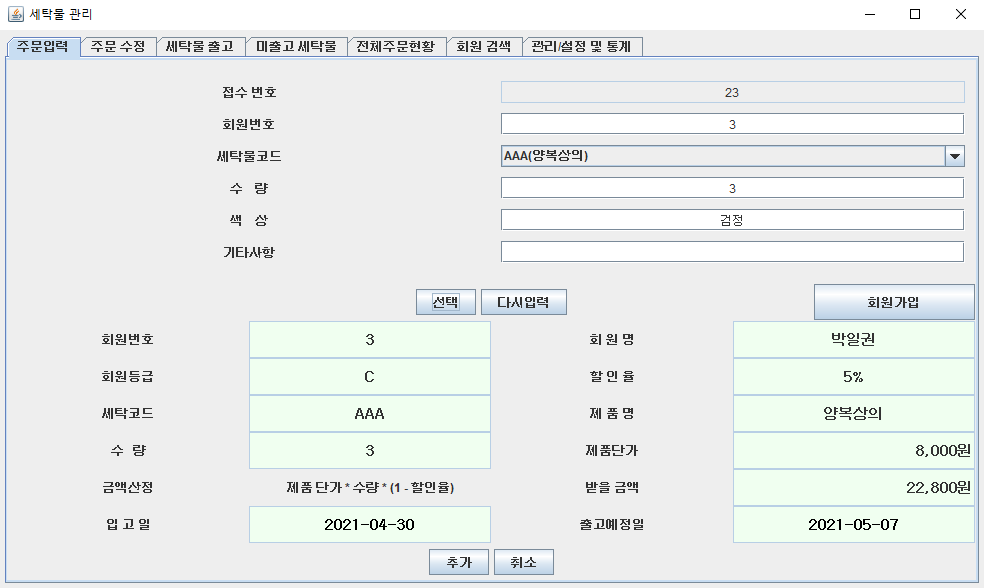 세탁물 관리
주문입력 주문 수정 세탁물 출고 미출고 세탁물 전체주문현황 회원 검색 관리/설정 및 통계
접수 번호 23
회원번호 3
세탁물코드 AAA(양복상의)
수 량 3
색 상 검정
기타사항
선택 다시입력 회원가입
회원번호 3 회 원 명 박일권
회원등급 C 할 인 율 5%
세탁코드 AAA 제 품 명 양복상의
수 량 3 제품단가 8,000원
금액산정 제품 단가 * 수량 * (1 - 할인율) 받을 금액 22,800원
입 고 일 2021-04-30 출고예정일 2021-05-07
추가 취소